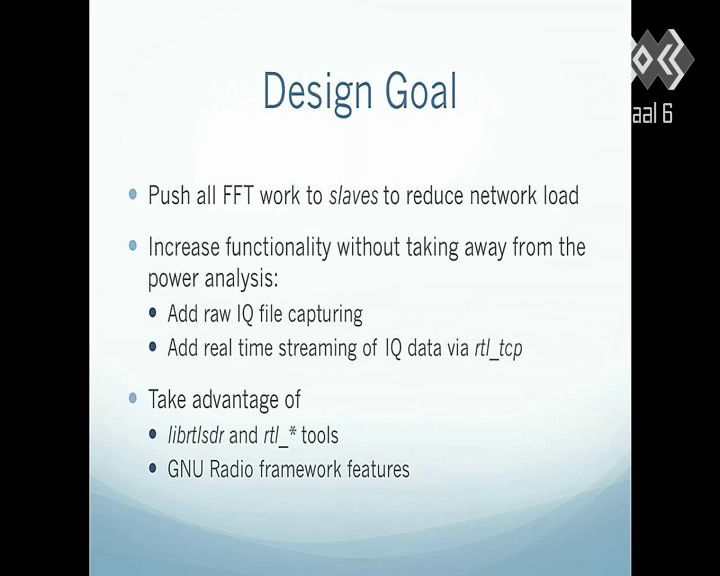 Design Goal
aal 6
Push all FFT work to slaves to reduce network load
Increase functionality without taking away from the
power analysis:
Add raw IQ file capturing
Add real time streaming of IQ data via rtl_tcp
Take advantage of
librtlsdr and rtl_* tools
GNU Radio framework features